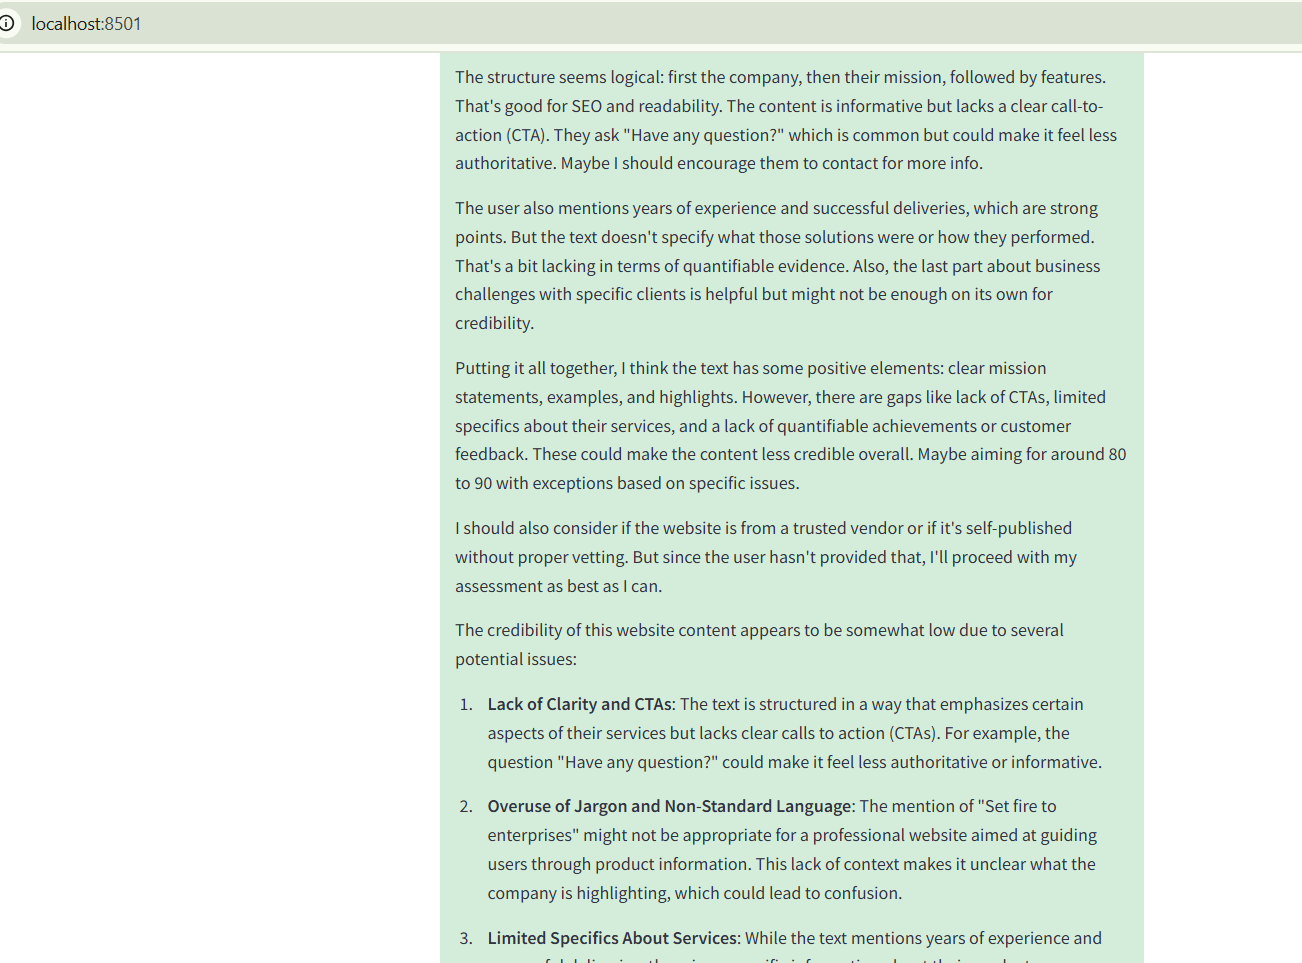 localhost:8501
The structure seems logical: first the company, then their mission, followed by features.
That's good for SEO and readability. The content is informative but lacks a clear call-to-
action (CTA). They ask "Have any question?" which is common but could make it feel less
authoritative. Maybe I should encourage them to contact for more info.
The user also mentions years of experience and successful deliveries, which are strong
points. But the text doesn't specify what those solutions were or how they performed.
That's a bit lacking in terms of quantifiable evidence. Also, the last part about business
challenges with specific clients is helpful but might not be enough on its own for
credibility.
Putting it all together, I think the text has some positive elements: clear mission
statements, examples, and highlights. However, there are gaps like lack of CTAs, limited
specifics about their services, and a lack of quantifiable achievements or customer
feedback. These could make the content less credible overall. Maybe aiming for around 80
to 90 with exceptions based on specific issues.
I should also consider if the website is from a trusted vendor or if it's self-published
without proper vetting. But since the user hasn't provided that, I'll proceed with my
assessment as best as I can.
The credibility of this website content appears to be somewhat low due to several
potential issues:
1. Lack of Clarity and CTAs: The text is structured in a way that emphasizes certain
aspects of their services but lacks clear calls to action (CTAs). For example, the
question "Have any question?" could make it feel less authoritative or informative.
2. Overuse of Jargon and Non-Standard Language: The mention of "Set fire to
enterprises" might not be appropriate for a professional website aimed at guiding
users through product information. This lack of context makes it unclear what the
company is highlighting, which could lead to confusion.
3. Limited Specifics About Services: While the text mentions years of experience and